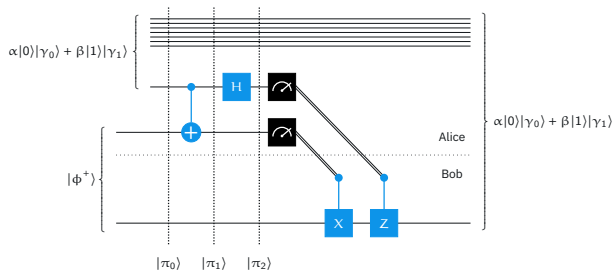 α|0⟩|γ₀⟩ + β|1⟩|γ₁⟩
H
α|0⟩|γ₀⟩ + β|1⟩|γ₁⟩
Alice
Bob
|ϕ⁺⟩
X
Z
|π₀⟩
|π₁⟩
|π₂⟩